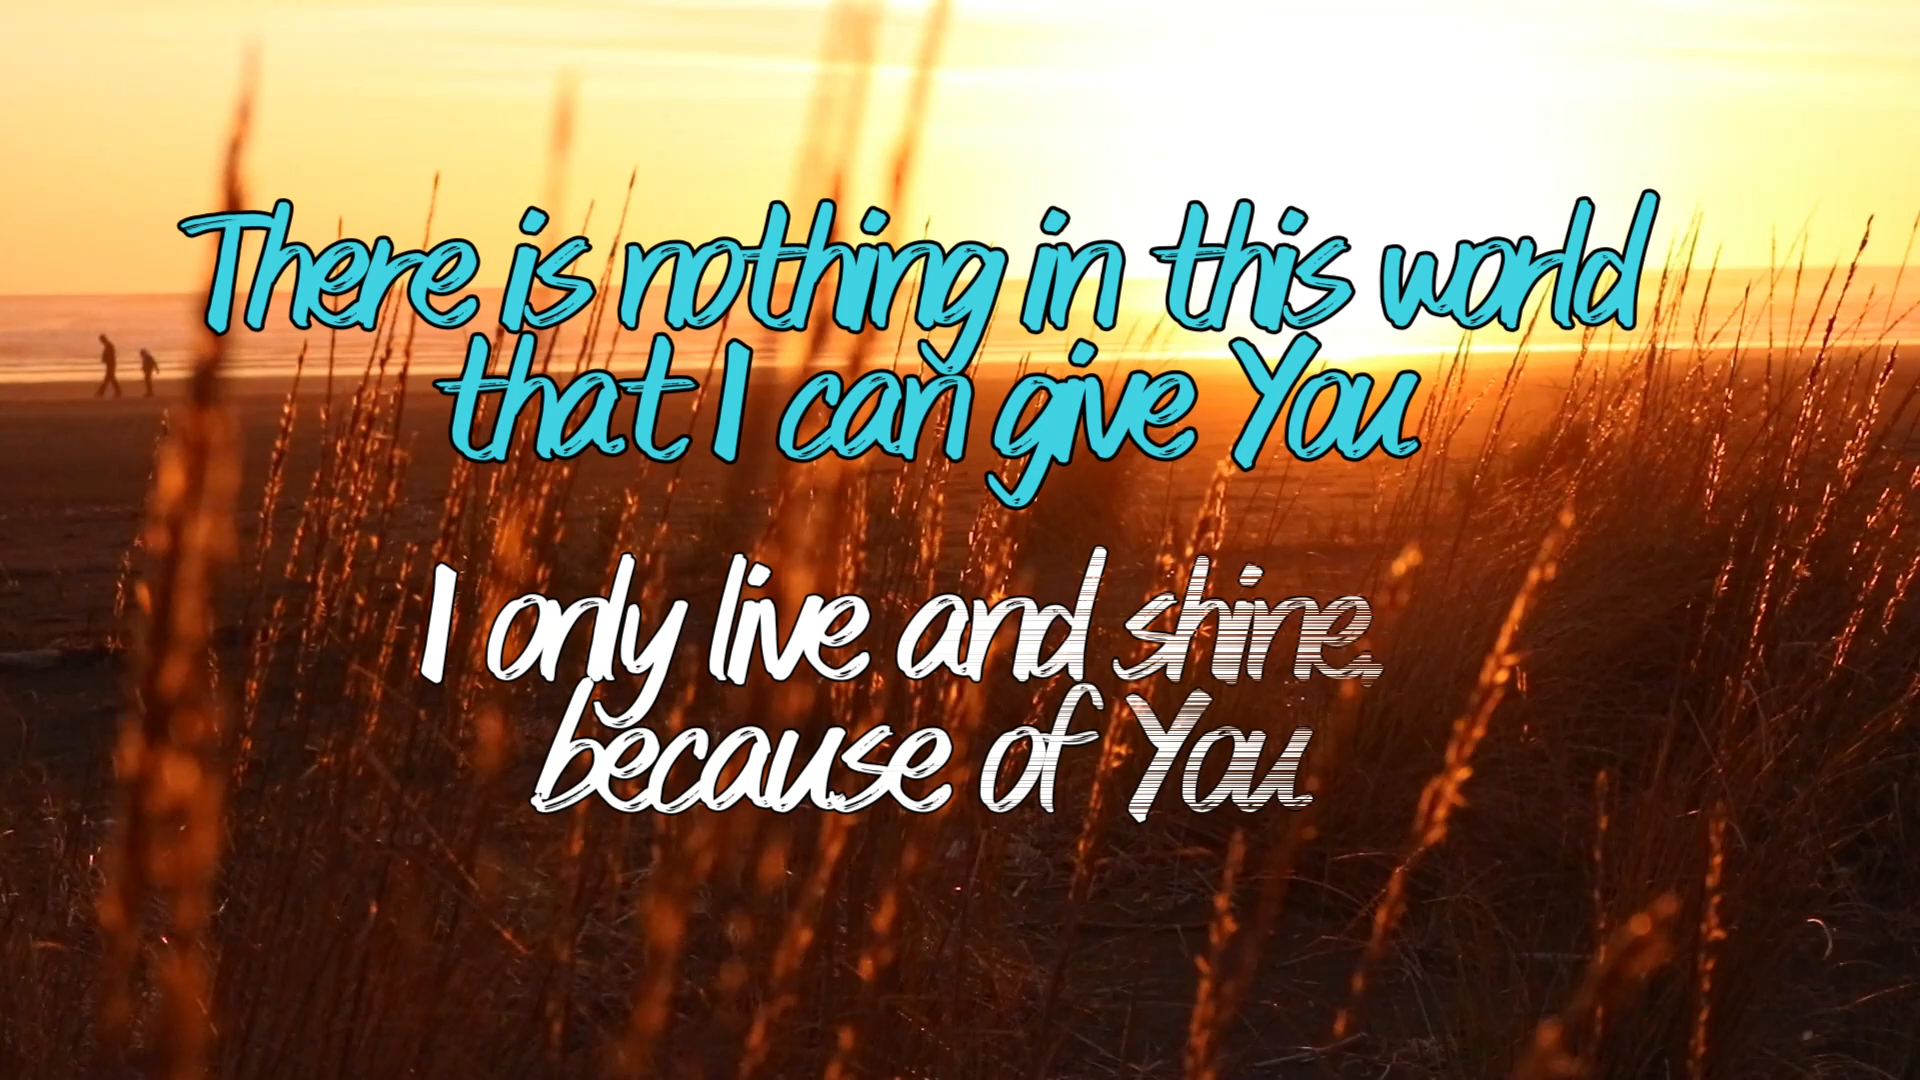 There is nothing in this world
that I can give You
I only live and shine
because of You